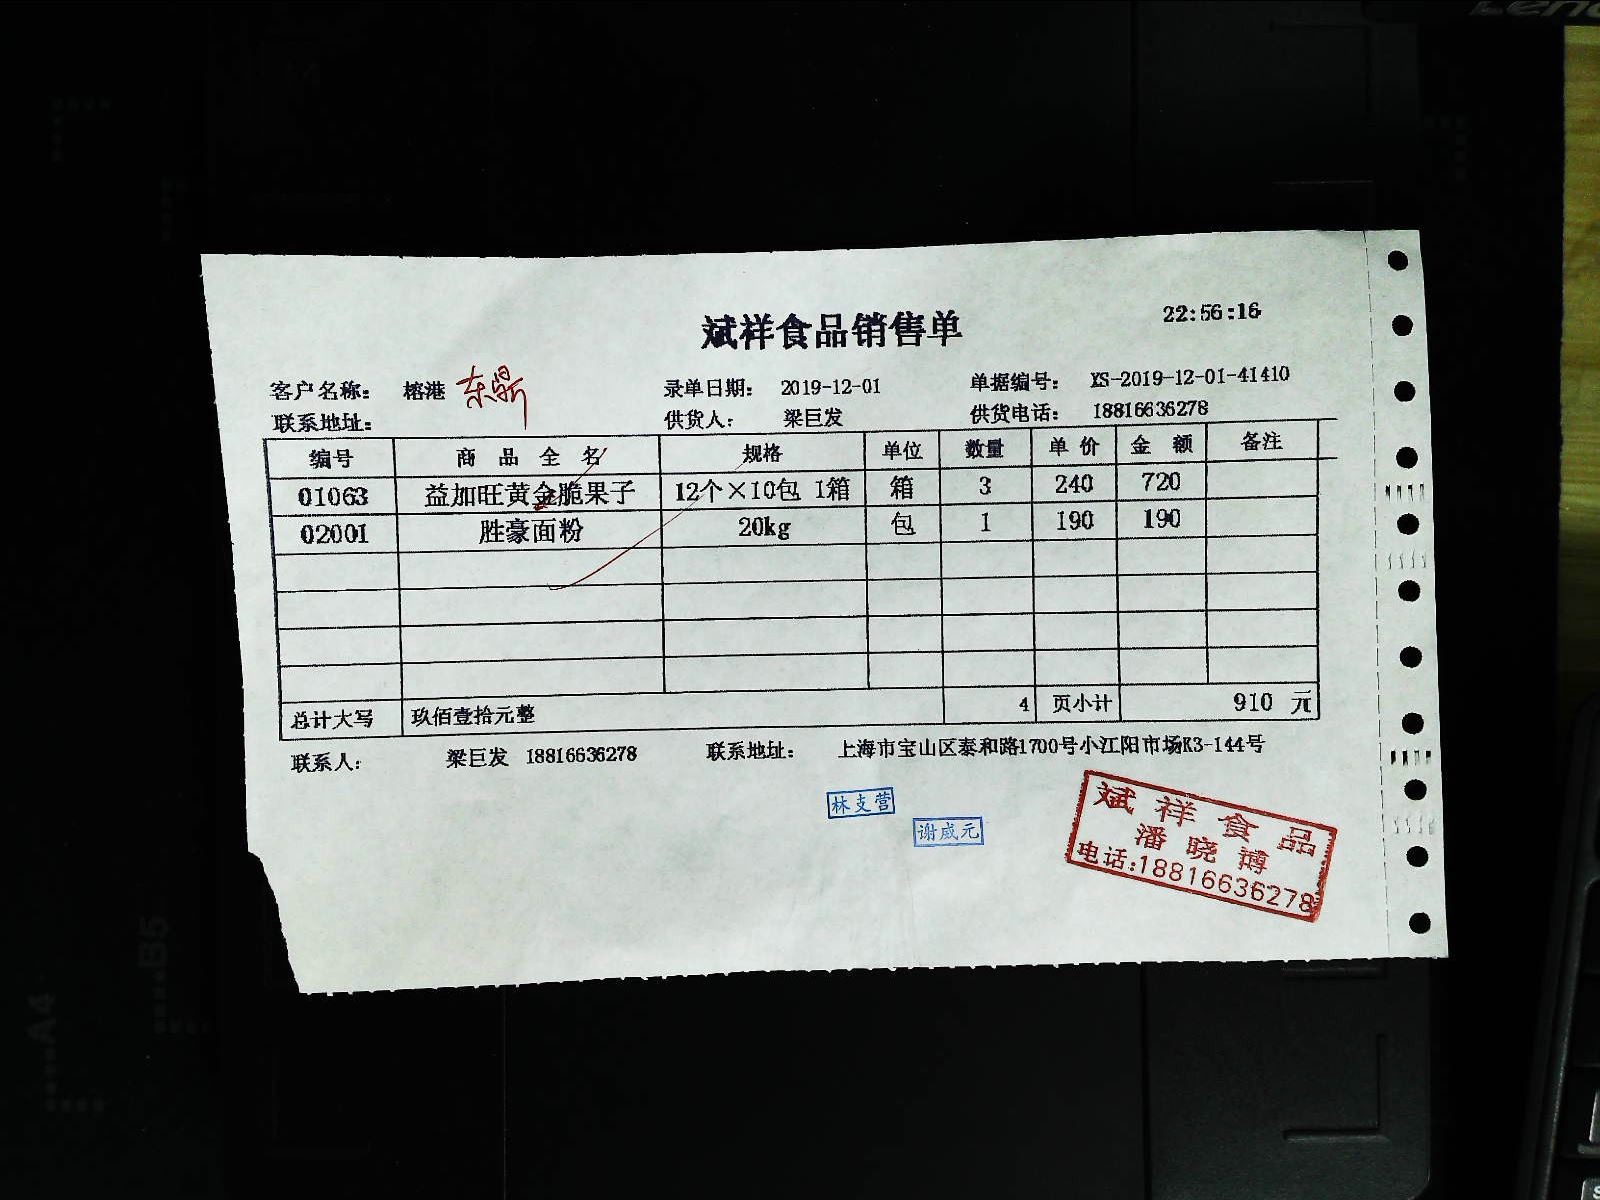 斌祥食品销售单 22:56:16
客户名称: 榕港 东鼎 录单日期: 2019-12-01 单据编号: XS-2019-12-01-41410
联系地址: 供货人: 梁巨发 供货电话: 18816636278
编号 商品全名 规格 单位 数量 单价 金额 备注
01063 益加旺黄金脆果子 12个×10包 1箱 箱 3 240 720
02001 胜豪面粉 20kg 包 1 190 190
总计大写 玖佰壹拾元整 4 页小计 910 元
联系人: 梁巨发 18816636278 联系地址: 上海市宝山区泰和路1700号小江阳市场K3-144号
林支营
谢威元
斌祥食品
潘晓博
电话:18816636278
A4
B5